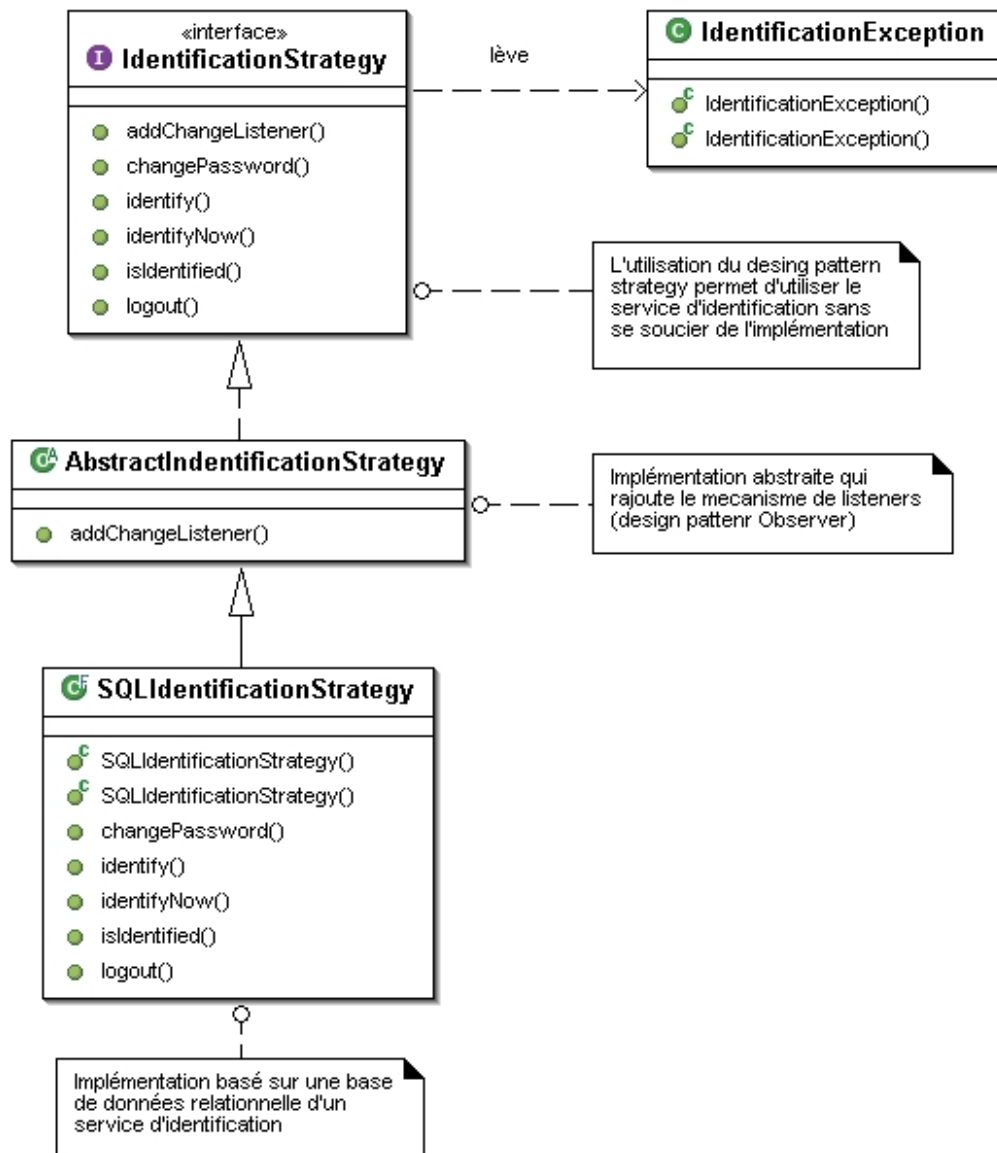 «interface»
IdentificationStrategy
addChangeListener()
changePassword()
identify()
identifyNow()
isIdentified()
logout()
lève
IdentificationException
IdentificationException()
IdentificationException()
L'utilisation du desing pattern
strategy permet d'utiliser le
service d'identification sans
se soucier de l'implémentation
AbstractIndentificationStrategy
addChangeListener()
Implémentation abstraite qui
rajoute le mecanisme de listeners
(design pattenr Observer)
SQLIdentificationStrategy
SQLIdentificationStrategy()
SQLIdentificationStrategy()
changePassword()
identify()
identifyNow()
isIdentified()
logout()
Implémentation basé sur une base
de données relationnelle d'un
service d'identification